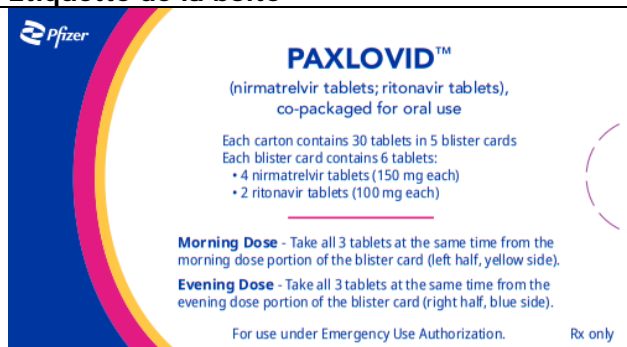 Pfizer
PAXLOVID™
(nirmatrelvir tablets; ritonavir tablets),
co-packaged for oral use
Each carton contains 30 tablets in 5 blister cards
Each blister card contains 6 tablets:
• 4 nirmatrelvir tablets (150 mg each)
• 2 ritonavir tablets (100 mg each)
Morning Dose - Take all 3 tablets at the same time from the
morning dose portion of the blister card (left half, yellow side).
Evening Dose - Take all 3 tablets at the same time from the
evening dose portion of the blister card (right half, blue side).
For use under Emergency Use Authorization. Rx only